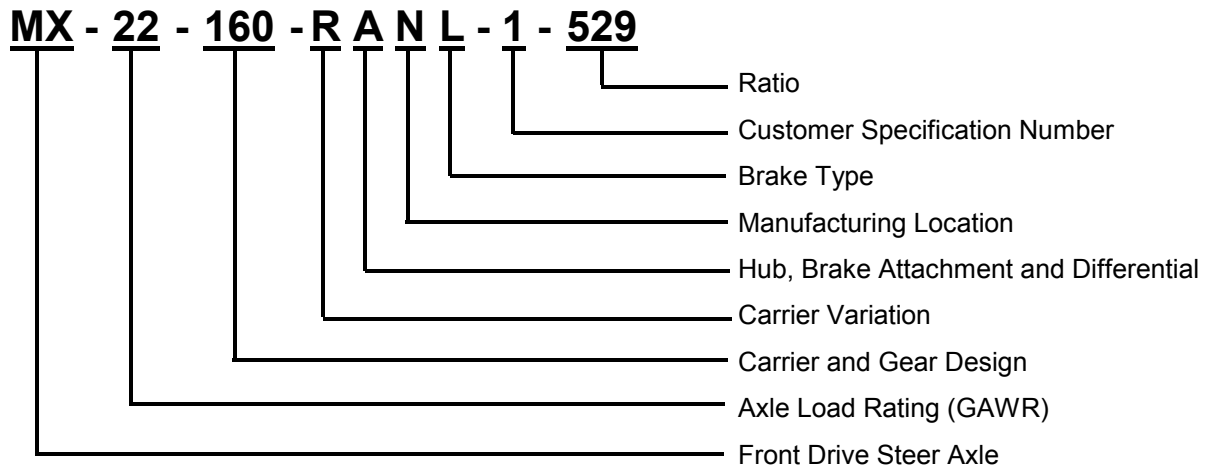 MX - 22 - 160 - R A N L - 1 - 529
Ratio
Customer Specification Number
Brake Type
Manufacturing Location
Hub, Brake Attachment and Differential
Carrier Variation
Carrier and Gear Design
Axle Load Rating (GAWR)
Front Drive Steer Axle